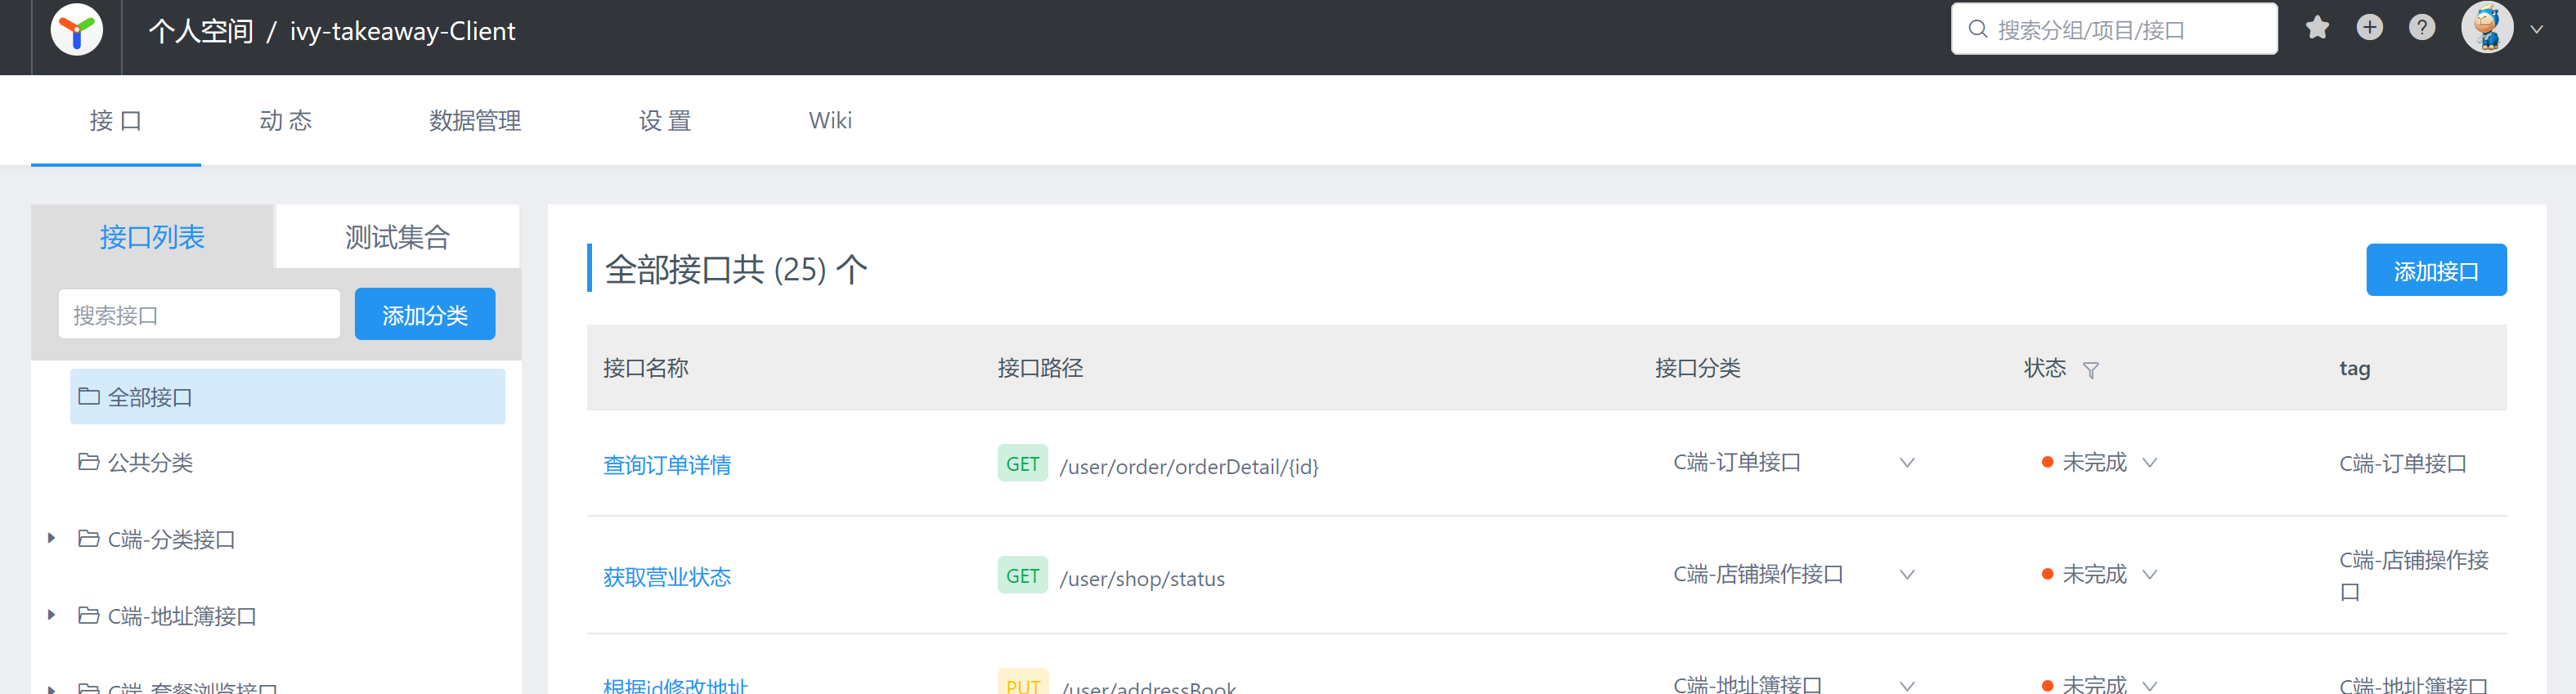 个人空间 / ivy-takeaway-Client
搜索分组/项目/接口
接 口
动 态
数据管理
设 置
Wiki
接口列表
测试集合
搜索接口
添加分类
全部接口
公共分类
C端-分类接口
C端-地址簿接口
C端-套餐浏览接口
全部接口共 (25) 个
添加接口
接口名称 接口路径 接口分类 状态 tag
查询订单详情 GET /user/order/orderDetail/{id} C端-订单接口 未完成 C端-订单接口
获取营业状态 GET /user/shop/status C端-店铺操作接口 未完成 C端-店铺操作接
口
根据id修改地址 PUT /user/addressBook C端-地址簿接口 未完成 C端-地址簿接口